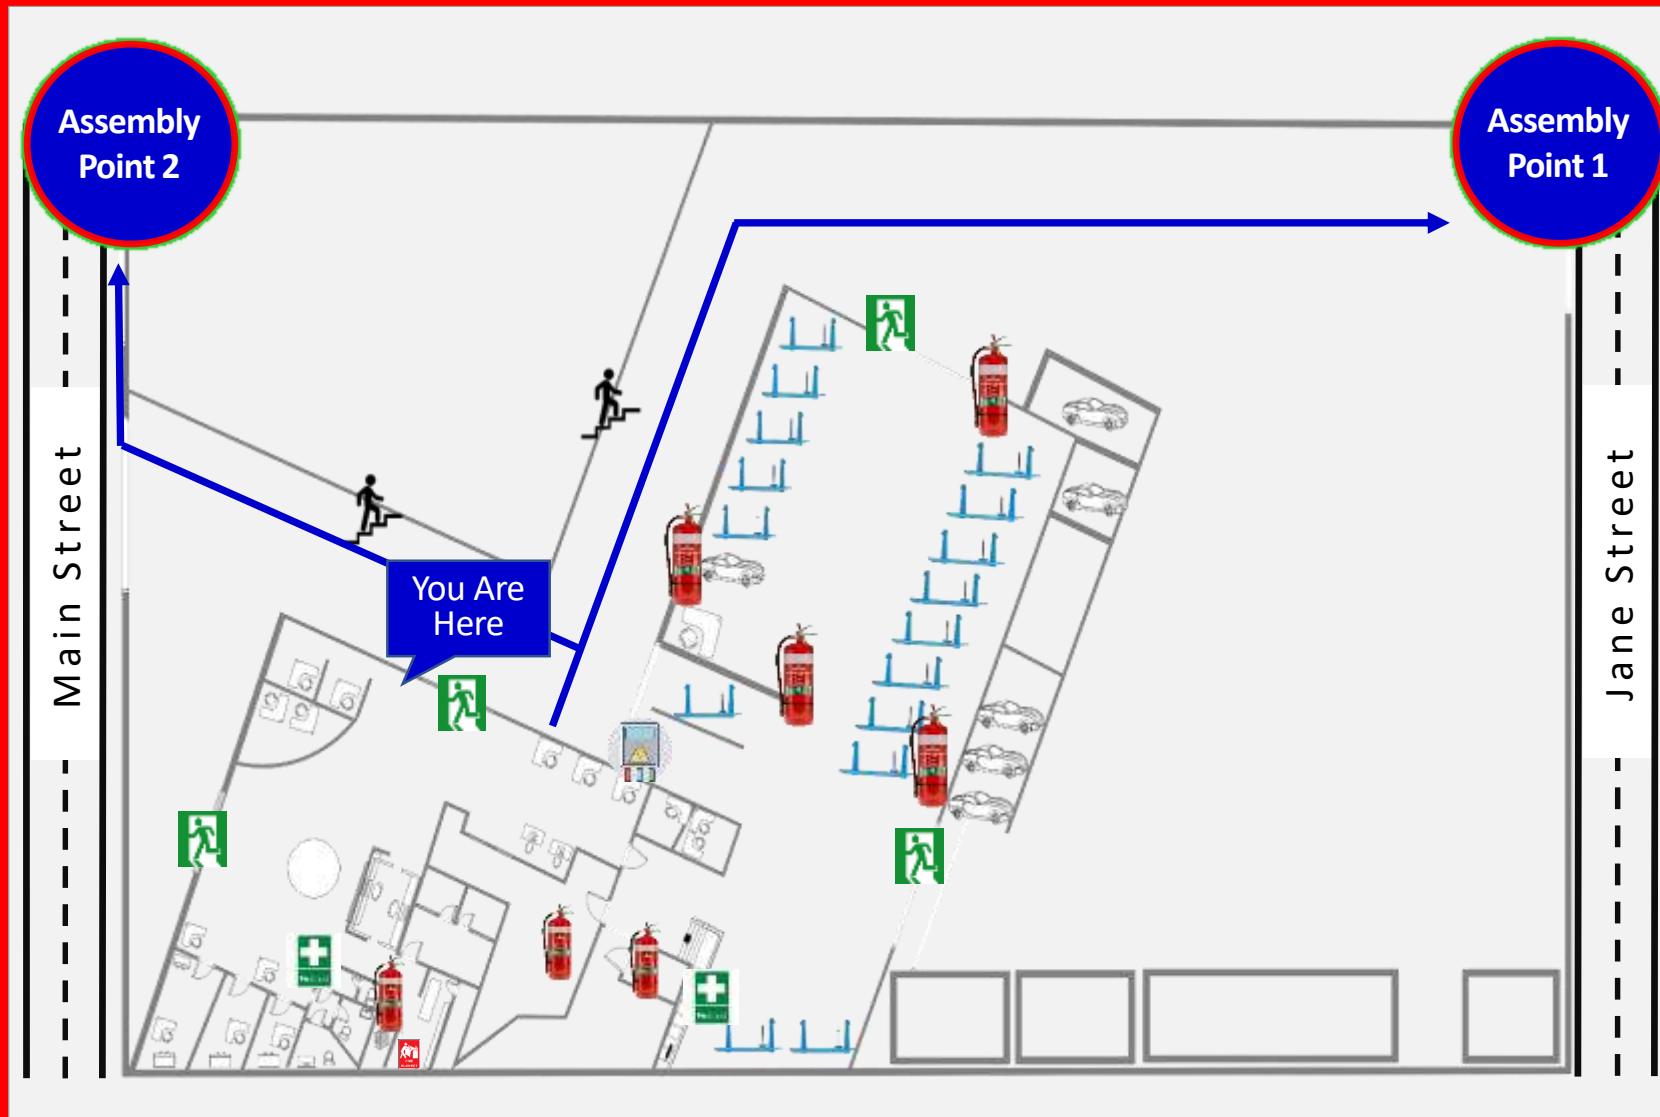 Assembly
Point 2
Assembly
Point 1
You Are
Here
Main Street
Jane Street